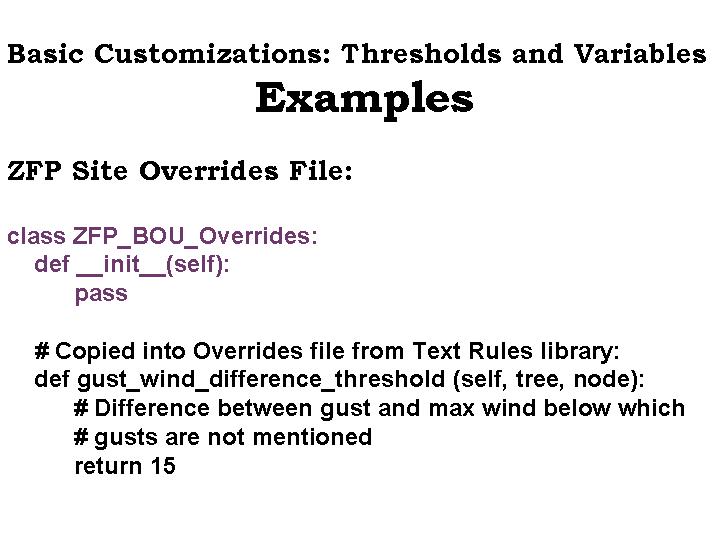 Basic Customizations: Thresholds and Variables
Examples
ZFP Site Overrides File:
class ZFP_BOU_Overrides:
def __init__(self):
pass
# Copied into Overrides file from Text Rules library:
def gust_wind_difference_threshold (self, tree, node):
# Difference between gust and max wind below which
# gusts are not mentioned
return 15